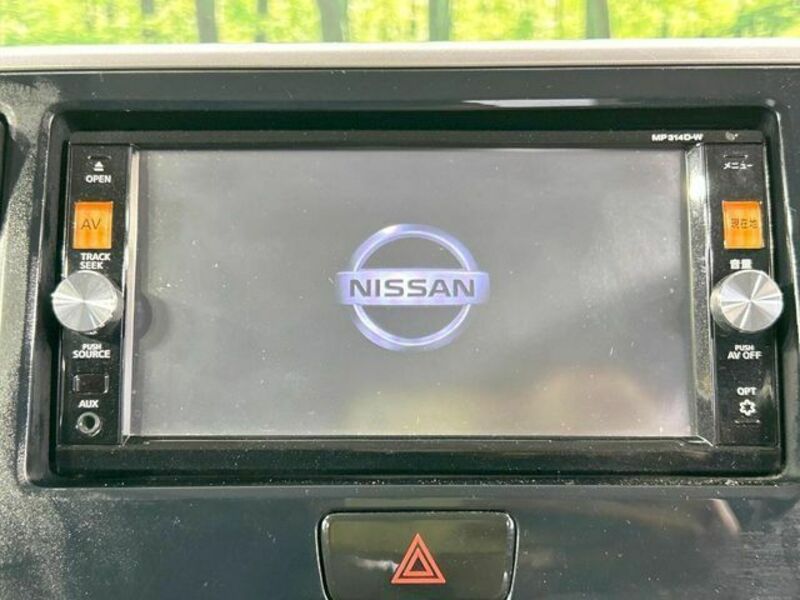 MP314D-W
OPEN
AV
TRACK
SEEK
PUSH
SOURCE
AUX
NISSAN
メニュー
現在地
音量
PUSH
AV OFF
OPT